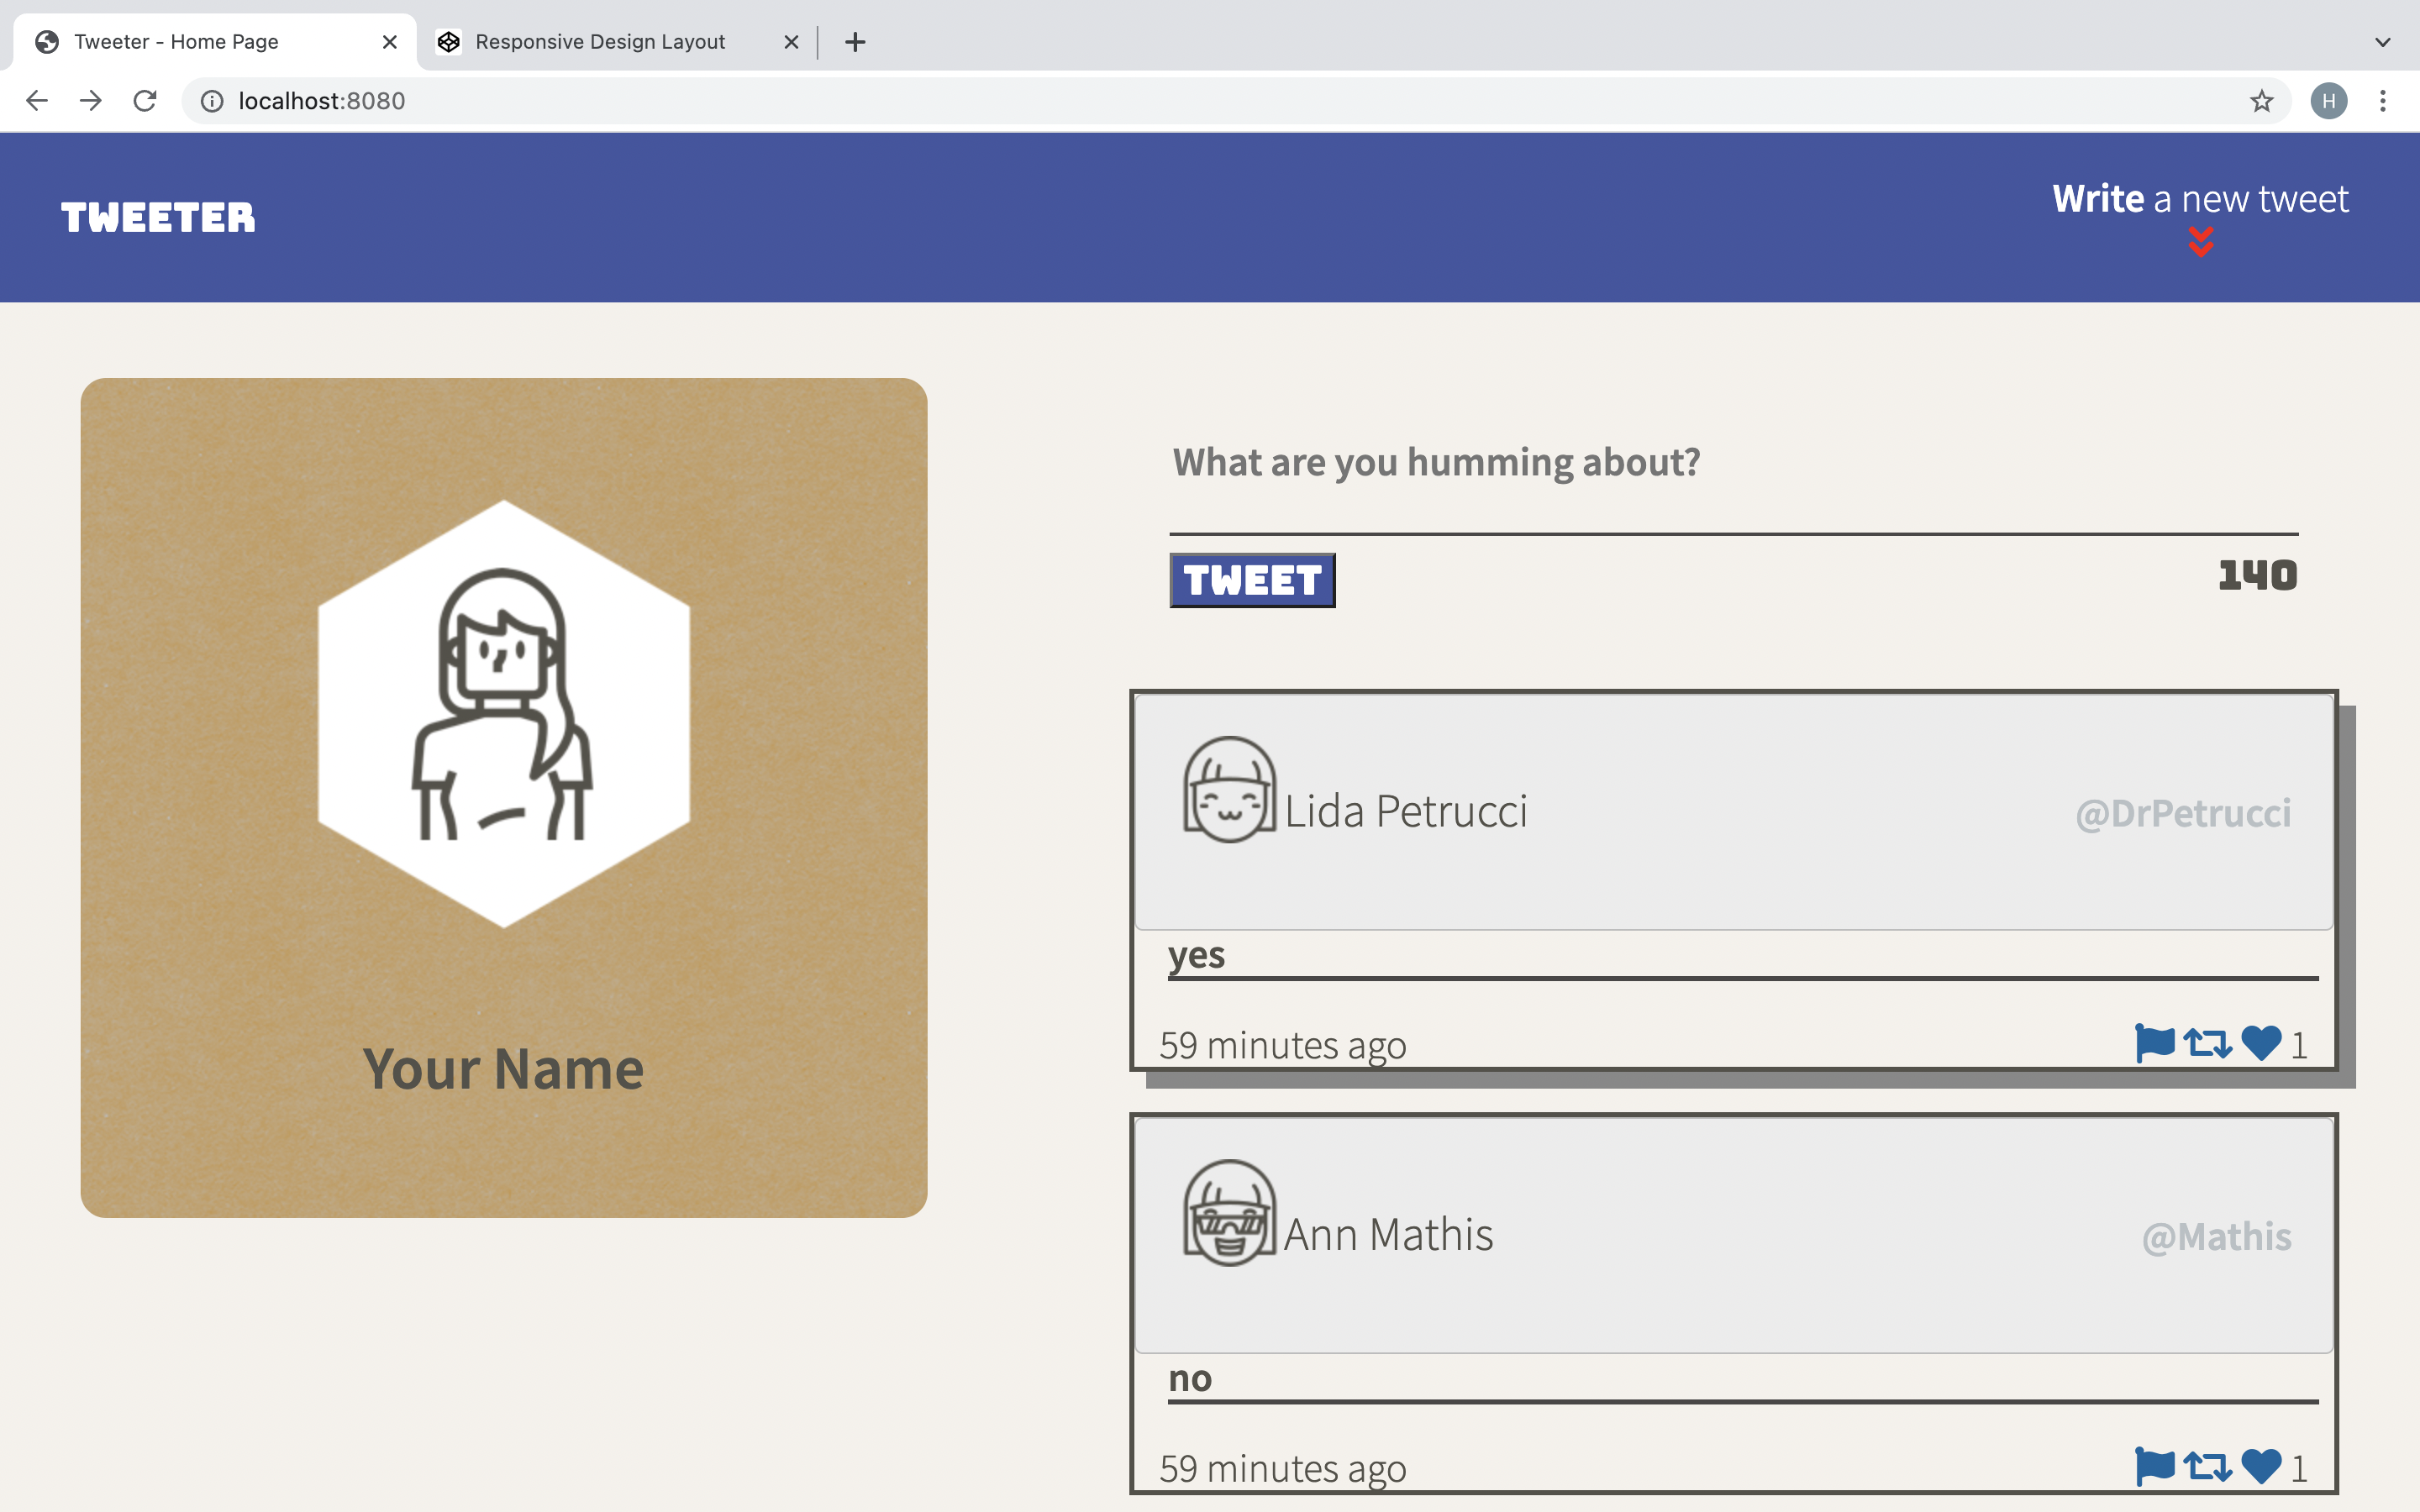 Tweeter - Home Page
Responsive Design Layout
localhost:8080
H
TWEETER
Write a new tweet
Your Name
What are you humming about?
TWEET
140
Lida Petrucci
@DrPetrucci
yes
59 minutes ago
1
Ann Mathis
@Mathis
no
59 minutes ago
1